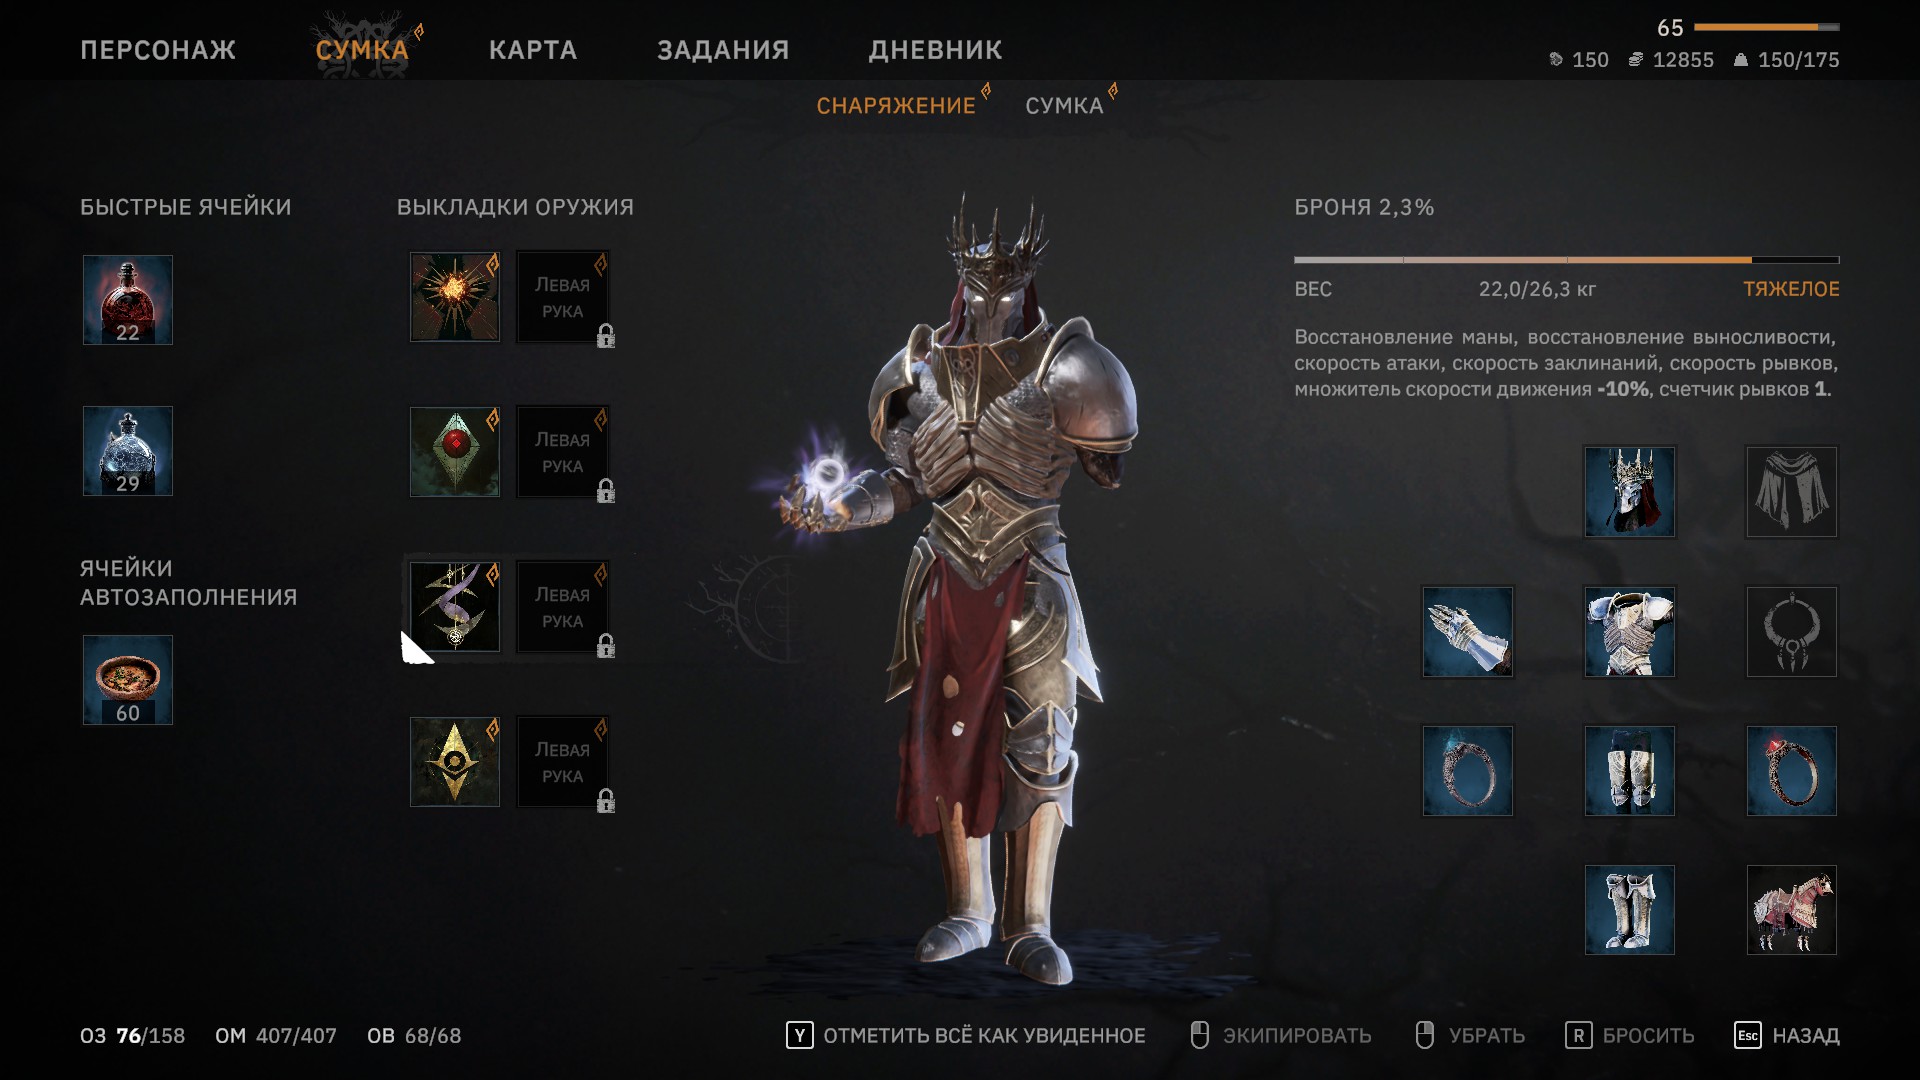 ПЕРСОНАЖ
СУМКА
КАРТА
ЗАДАНИЯ
ДНЕВНИК
65
150
12855
150/175
СНАРЯЖЕНИЕ
СУМКА
БЫСТРЫЕ ЯЧЕЙКИ
22
29
ЯЧЕЙКИ
АВТОЗАПОЛНЕНИЯ
60
ВЫКЛАДКИ ОРУЖИЯ
ЛЕВАЯ
РУКА
ЛЕВАЯ
РУКА
ЛЕВАЯ
РУКА
ЛЕВАЯ
РУКА
БРОНЯ 2,3%
ВЕС
22,0/26,3 кг
ТЯЖЕЛОЕ
Восстановление маны, восстановление выносливости,
скорость атаки, скорость заклинаний, скорость рывков,
множитель скорости движения -10%, счетчик рывков 1.
ОЗ 76/158
ОМ 407/407
ОВ 68/68
Y ОТМЕТИТЬ ВСЁ КАК УВИДЕННОЕ
ЭКИПИРОВАТЬ
УБРАТЬ
R БРОСИТЬ
Esc НАЗАД